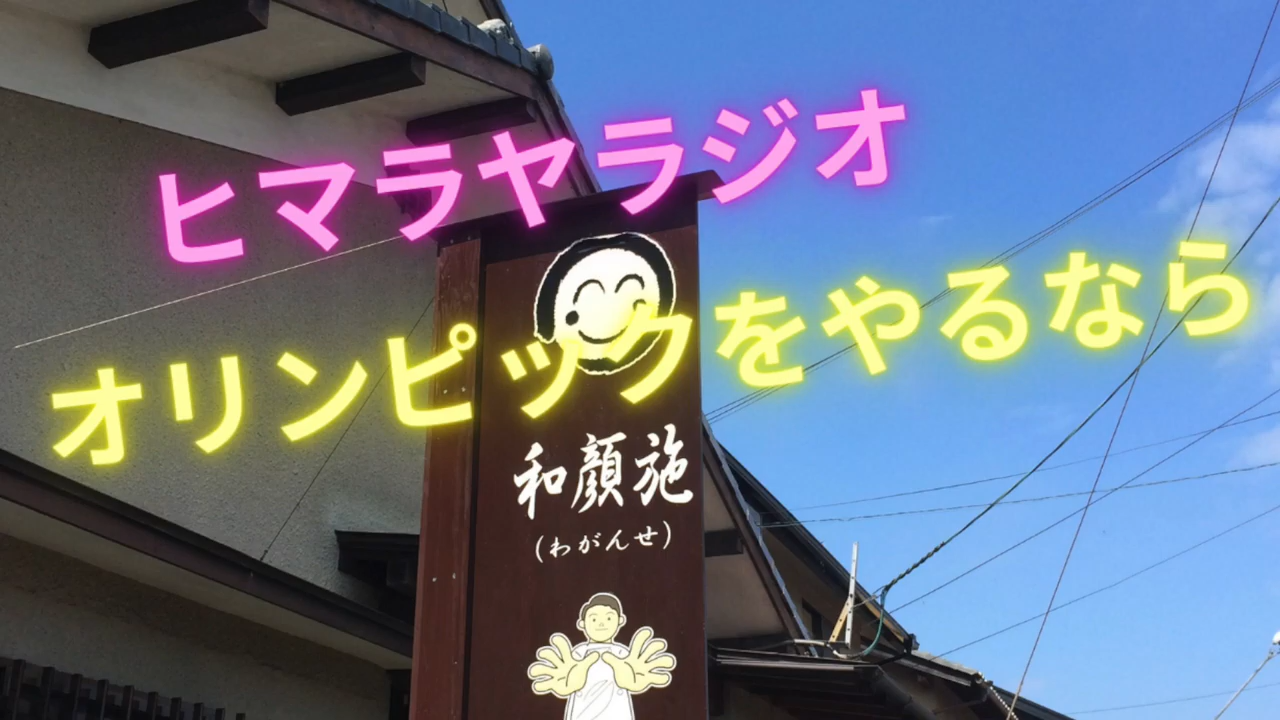 ヒマラヤラジオ
オリンピックをやるなら
和顔施
(わがんせ)